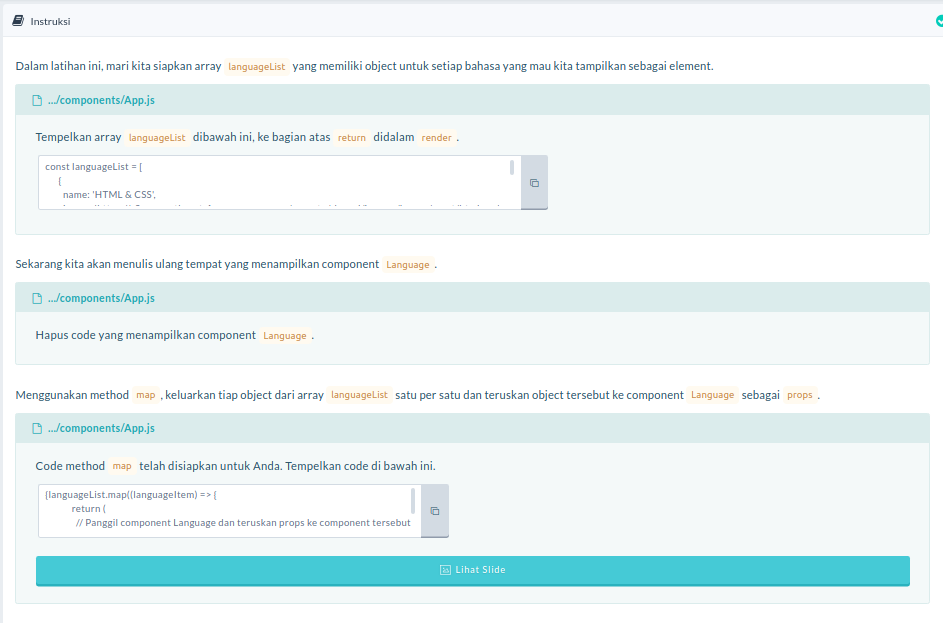 Instruksi
Dalam latihan ini, mari kita siapkan array languageList yang memiliki object untuk setiap bahasa yang mau kita tampilkan sebagai element.
.../components/App.js
Tempelkan array languageList dibawah ini, ke bagian atas return didalam render .
const languageList = [
{
name: 'HTML & CSS',
Sekarang kita akan menulis ulang tempat yang menampilkan component Language .
.../components/App.js
Hapus code yang menampilkan component Language .
Menggunakan method map , keluarkan tiap object dari array languageList satu per satu dan teruskan object tersebut ke component Language sebagai props .
.../components/App.js
Code method map telah disiapkan untuk Anda. Tempelkan code di bawah ini.
{languageList.map((languageItem) => {
return (
// Panggil component Language dan teruskan props ke component tersebut
Lihat Slide